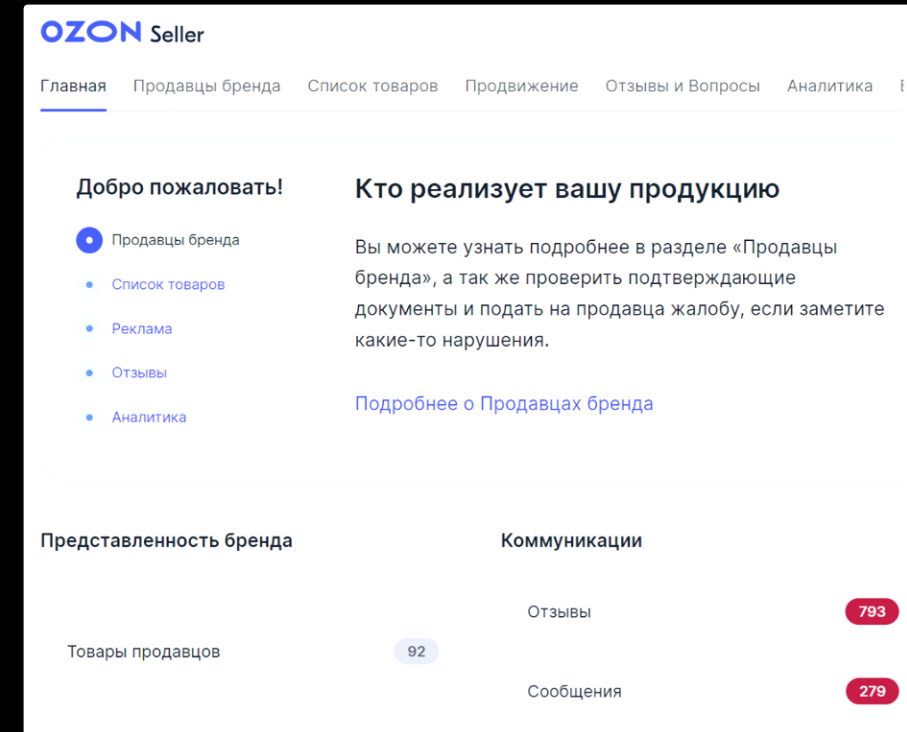 OZON Seller
Главная Продавцы бренда Список товаров Продвижение Отзывы и Вопросы Аналитика
Добро пожаловать!
Продавцы бренда
Список товаров
Реклама
Отзывы
Аналитика
Кто реализует вашу продукцию
Вы можете узнать подробнее в разделе «Продавцы
бренда», а так же проверить подтверждающие
документы и подать на продавца жалобу, если заметите
какие-то нарушения.
Подробнее о Продавцах бренда
Представленность бренда
Товары продавцов 92
Коммуникации
Отзывы 793
Сообщения 279